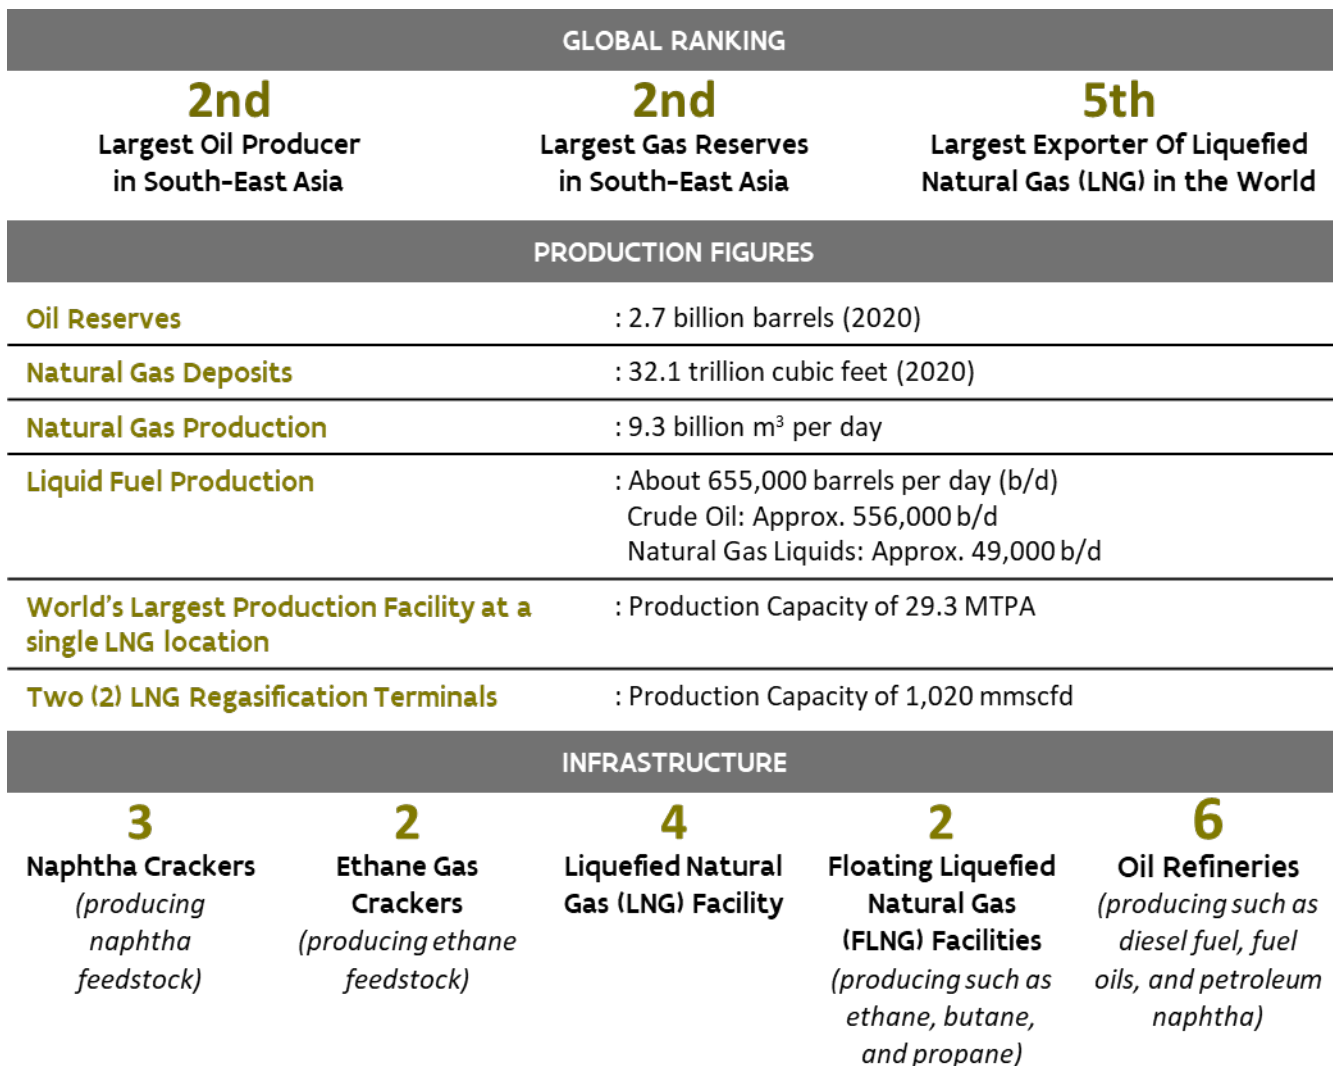 GLOBAL RANKING
2nd
Largest Oil Producer
in South-East Asia
2nd
Largest Gas Reserves
in South-East Asia
5th
Largest Exporter Of Liquefied
Natural Gas (LNG) in the World
PRODUCTION FIGURES
Oil Reserves : 2.7 billion barrels (2020)
Natural Gas Deposits : 32.1 trillion cubic feet (2020)
Natural Gas Production : 9.3 billion m³ per day
Liquid Fuel Production : About 655,000 barrels per day (b/d)
Crude Oil: Approx. 556,000 b/d
Natural Gas Liquids: Approx. 49,000 b/d
World's Largest Production Facility at a : Production Capacity of 29.3 MTPA
single LNG location
Two (2) LNG Regasification Terminals : Production Capacity of 1,020 mmscfd
INFRASTRUCTURE
3
Naphtha Crackers
(producing
naphtha
feedstock)
2
Ethane Gas
Crackers
(producing ethane
feedstock)
4
Liquefied Natural
Gas (LNG) Facility
2
Floating Liquefied
Natural Gas
(FLNG) Facilities
(producing such as
ethane, butane,
and propane)
6
Oil Refineries
(producing such as
diesel fuel, fuel
oils, and petroleum
naphtha)